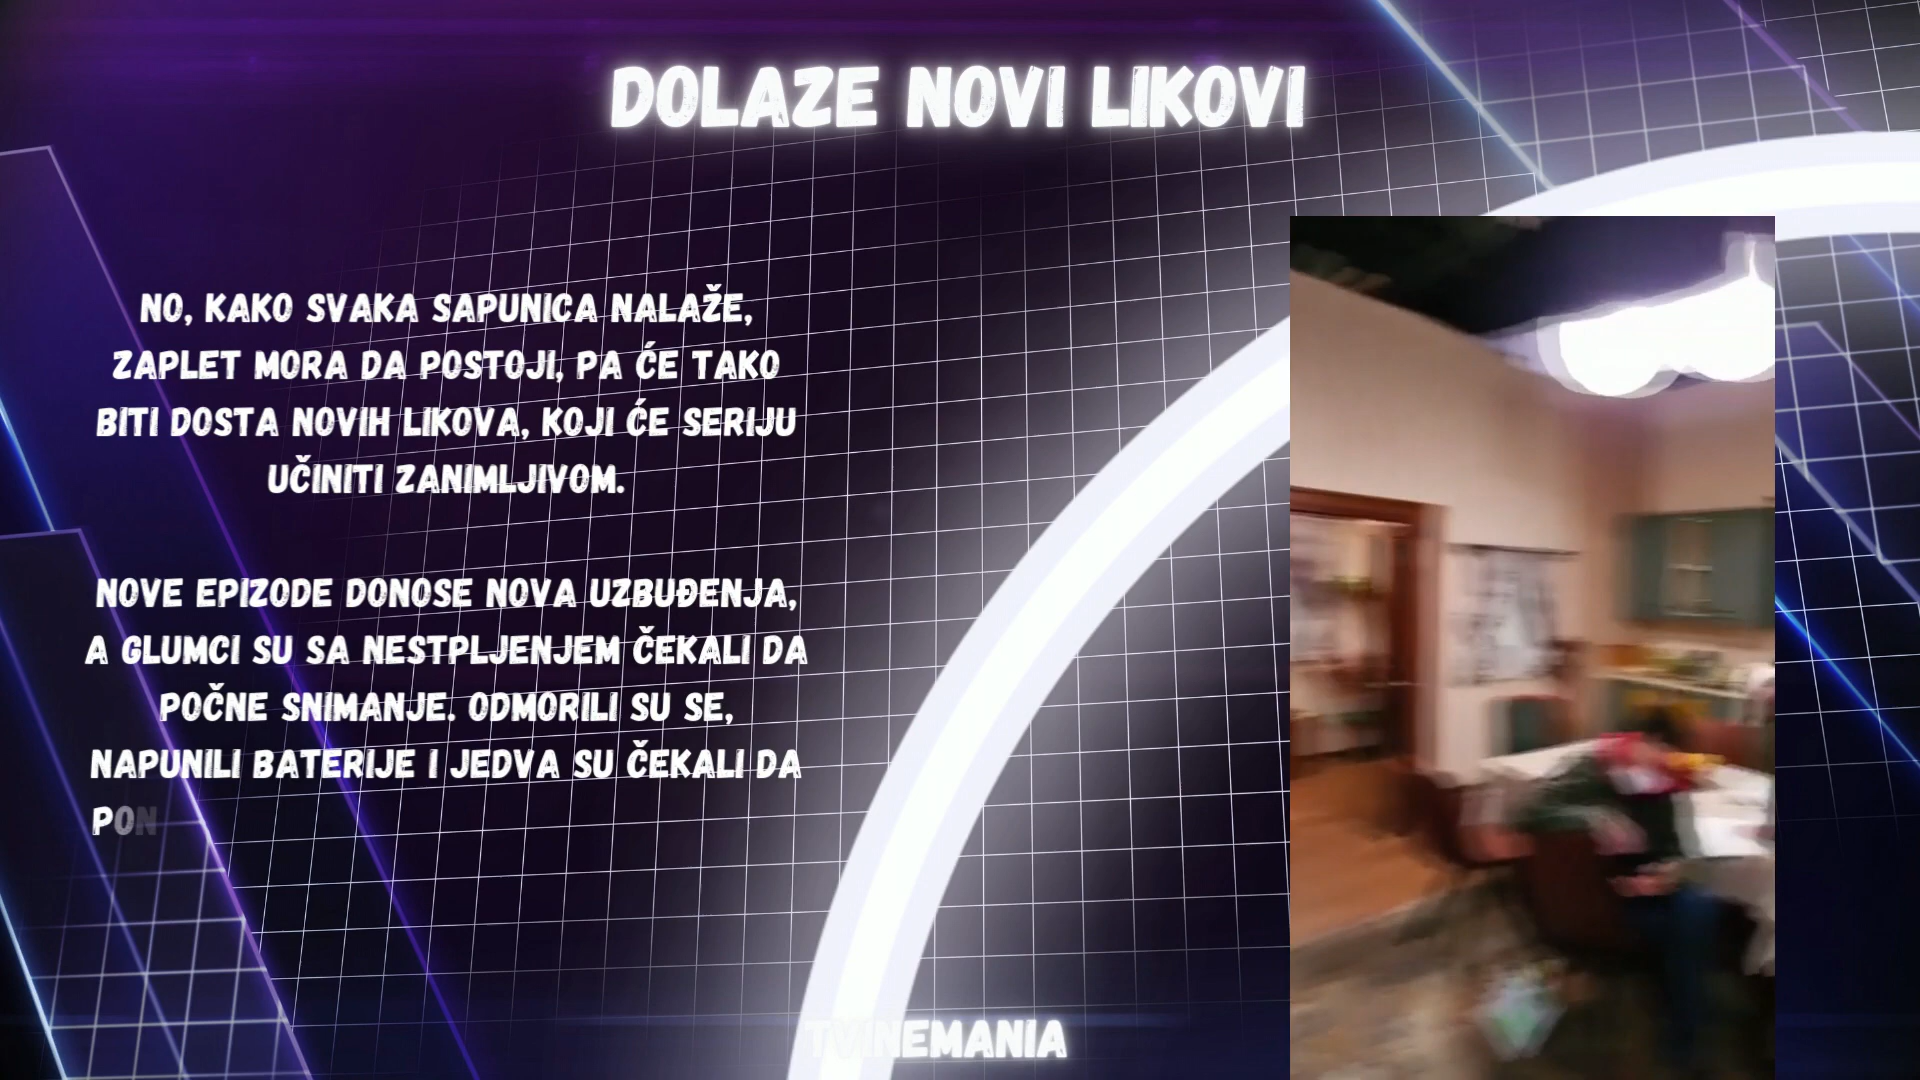 DOLAZE NOVI LIKOVI
NO, KAKO SVAKA SAPUNICA NALAŽE,
ZAPLET MORA DA POSTOJI, PA ĆE TAKO
BITI DOSTA NOVIH LIKOVA, KOJI ĆE SERIJU
UČINITI ZANIMLJIVOM.
NOVE EPIZODE DONOSE NOVA UZBUĐENJA,
A GLUMCI SU SA NESTPLJENJEM ČEKALI DA
POČNE SNIMANJE. ODMORILI SU SE,
NAPUNILI BATERIJE I JEDVA SU ČEKALI DA
PON
TVINEMANIA